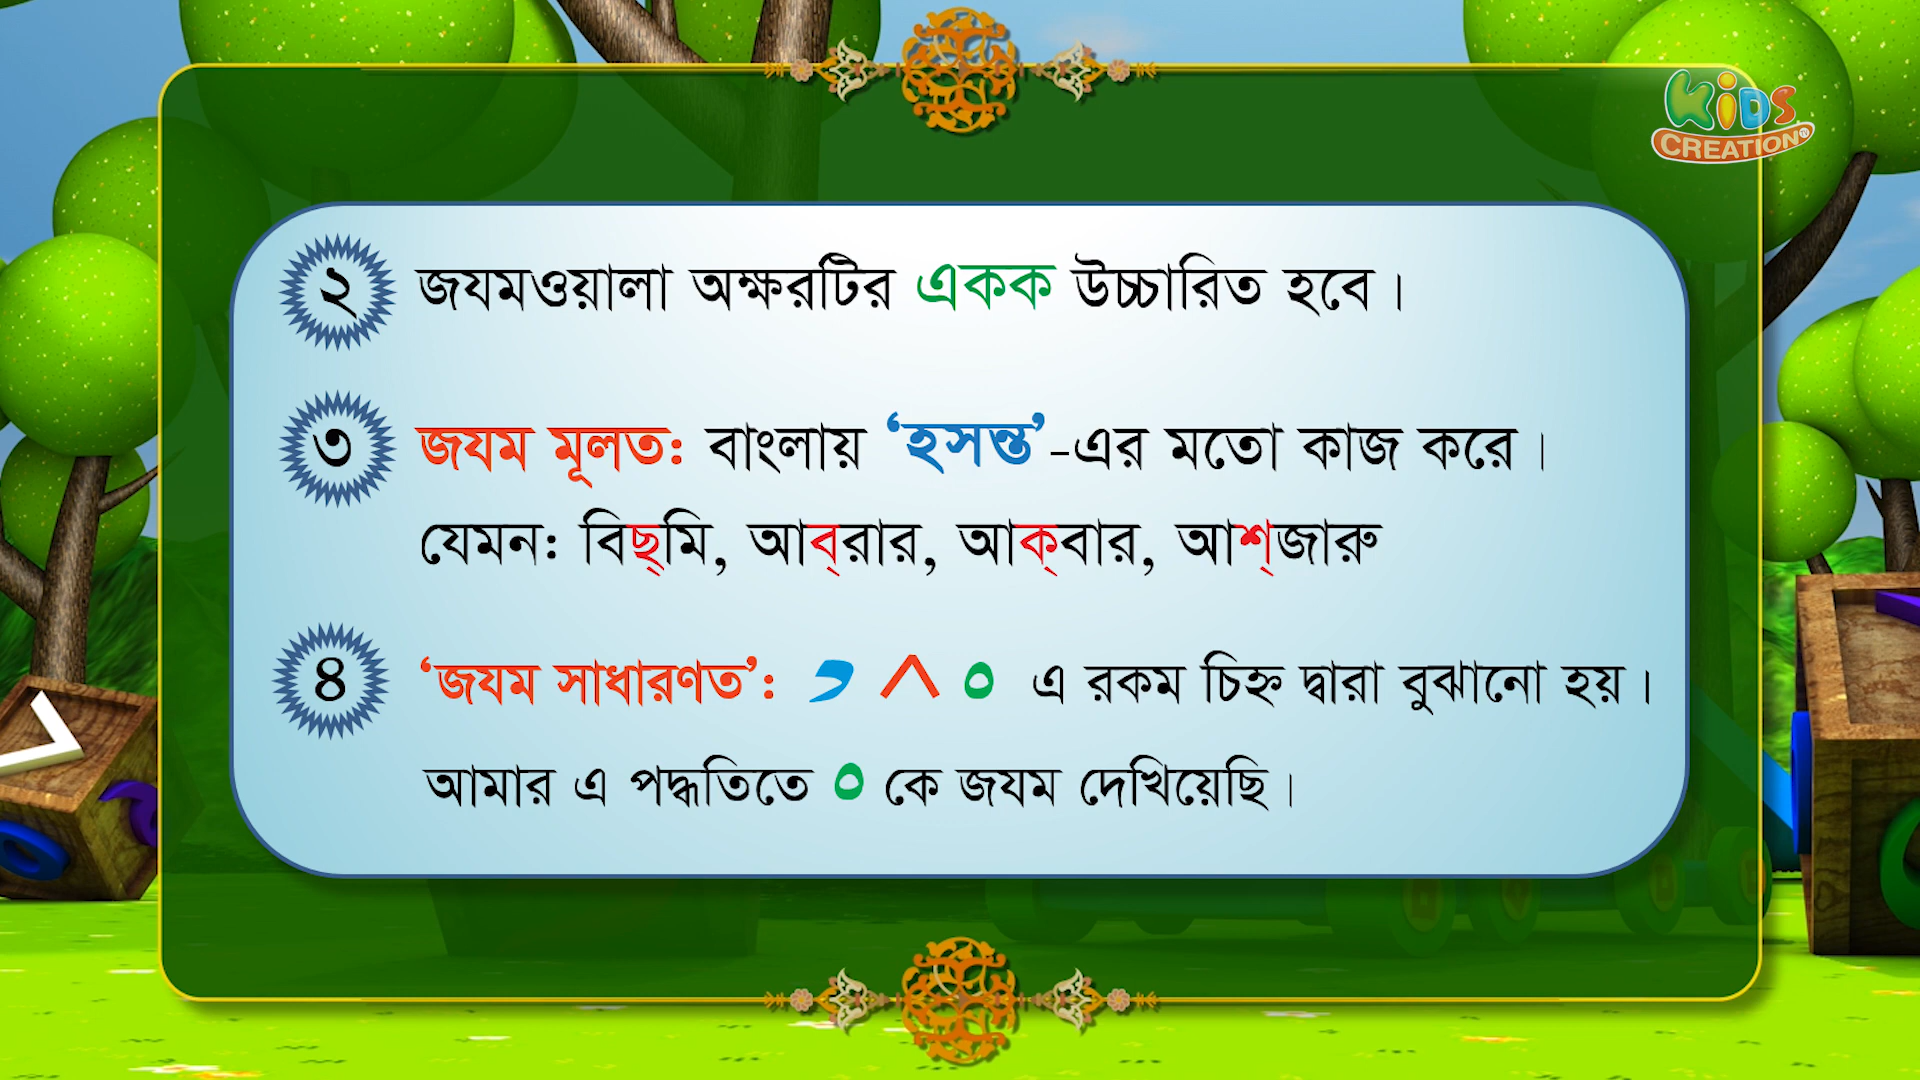 KiDS
CREATION
২ জযমওয়ালা অক্ষরটির একক উচ্চারিত হবে।
৩ জযম মূলত: বাংলায় ‘হসন্ত’-এর মতো কাজ করে।
যেমন: বিছ্‌মি, আব্‌রার, আক্‌বার, আশ্‌জারু
৪ ‘জযম সাধারণত’: و ^ o এ রকম চিহ্ন দ্বারা বুঝানো হয়।
আমার এ পদ্ধতিতে o কে জযম দেখিয়েছি।